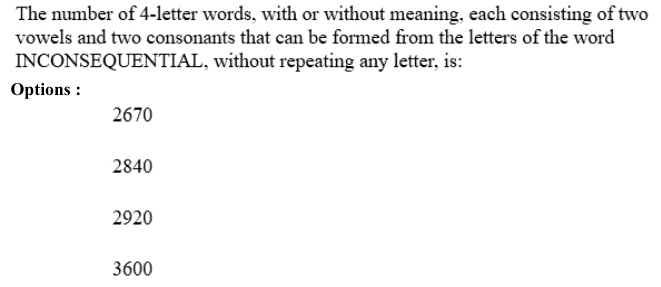 The number of 4-letter words, with or without meaning, each consisting of two
vowels and two consonants that can be formed from the letters of the word
INCONSEQUENTIAL, without repeating any letter, is:
Options :
2670
2840
2920
3600